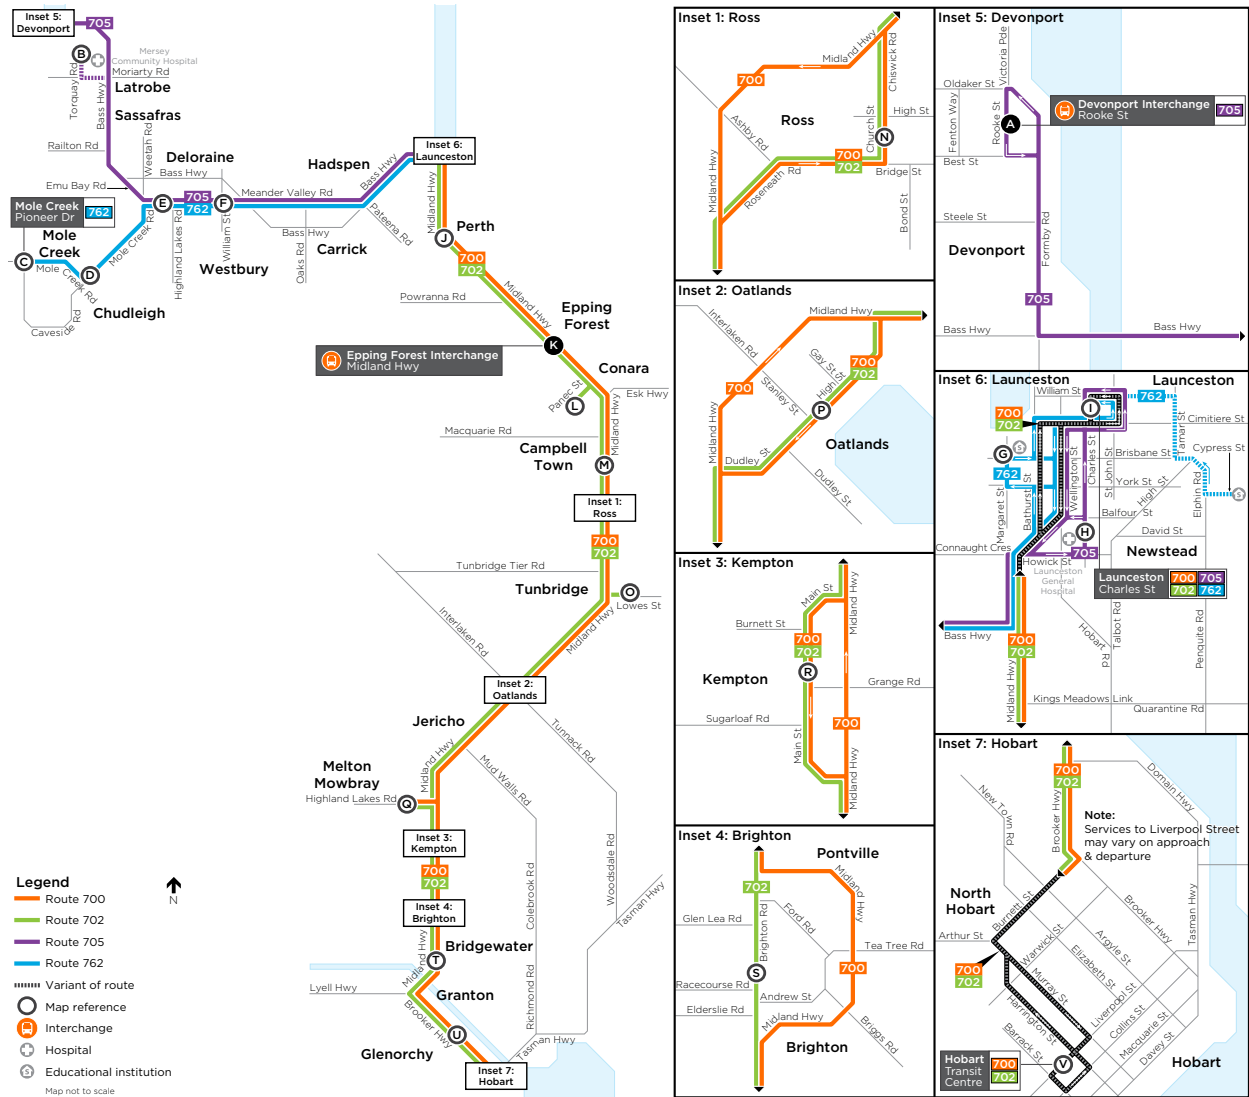 Inset 5:
Devonport
705
B
Mersey
Community Hospital
Moriarty Rd
Torquay Rd
Latrobe
Bass Hwy
Sassafras
Railton Rd
Weetah Rd
Deloraine
Bass Hwy
Emu Bay Rd
Mole Creek
Pioneer Dr
762
E
705
762
F
Meander Valley Rd
Hadspen
Bass Hwy
Inset 6:
Launceston
Mole
Creek
C
Mole Creek Rd
D
Mole Creek Rd
Chudleigh
Caveside Rd
Highland Lakes Rd
William St
Westbury
Bass Hwy
Oaks Rd
Carrick
Pateena Rd
Midland Hwy
J
Perth
700
702
Powranna Rd
Midland Hwy
Epping
Forest
K
Epping Forest Interchange
Midland Hwy
Conara
Panec St
L
Esk Hwy
Midland Hwy
Macquarie Rd
Campbell
Town
M
Inset 1:
Ross
700
702
Tunbridge Tier Rd
Tunbridge
O
Lowes St
Interlaken Rd
Midland Hwy
Inset 2:
Oatlands
Jericho
Midland Hwy
Tunnack Rd
Mud Walls Rd
Melton
Mowbray
Highland Lakes Rd
Q
Inset 3:
Kempton
700
702
Inset 4:
Brighton
Colebrook Rd
Woodsdale Rd
Tasman Hwy
Midland Hwy
Bridgewater
T
Lyell Hwy
Granton
Brooker Hwy
U
Glenorchy
Richmond Rd
Tasman Hwy
Inset 7:
Hobart
Legend
Route 700
Route 702
Route 705
Route 762
Variant of route
Map reference
Interchange
Hospital
Educational institution
Map not to scale
N
Inset 1: Ross
Midland Hwy
Chiswick Rd
700
Ross
High St
Church St
N
Ashby Rd
700
702
Bridge St
Roseneath Rd
Midland Hwy
Bond St
Inset 2: Oatlands
Midland Hwy
Interlaken Rd
700
Gay St
High St
700
702
Stanley St
P
Oatlands
Midland Hwy
Dudley St
Dudley St
Inset 3: Kempton
Main St
Midland Hwy
Burnett St
700
702
R
Kempton
Grange Rd
Sugarloaf Rd
700
Main St
Midland Hwy
Inset 4: Brighton
Pontville
702
Midland Hwy
Glen Lea Rd
Brighton Rd
Ford Rd
Tea Tree Rd
S
700
Racecourse Rd
Andrew St
Elderslie Rd
Midland Hwy
Briggs Rd
Brighton
Inset 5: Devonport
Victoria Pde
Oldaker St
Fenton Way
Rooke St
A
Devonport Interchange
Rooke St
705
Best St
Steele St
Devonport
Formby Rd
705
Bass Hwy
Bass Hwy
Inset 6: Launceston
Launceston
William St
I
762
700
702
Cimitiere St
Tamar St
G
S
762
Brisbane St
Cypress St
Wellington St
Charles St
St John St
York St
High St
Elphin Rd
S
Margaret St
Bathurst St
Balfour St
H
David St
Connaught Cres
705
Newstead
Howick St
Launceston
General
Hospital
Launceston
Charles St
700
705
702
762
Bass Hwy
700
702
Hobart Rd
Talbot Rd
Penquite Rd
Midland Hwy
Kings Meadows Link
Quarantine Rd
Inset 7: Hobart
700
702
Domain Hwy
New Town Rd
Brooker Hwy
Note:
Services to Liverpool Street
may vary on approach
& departure
North
Hobart
Burnett St
Arthur St
Warwick St
Brooker Hwy
Tasman Hwy
Argyle St
Elizabeth St
700
702
Murray St
Liverpool St
Harrington St
Collins St
Macquarie St
Barrack St
Davey St
Hobart
Transit
Centre
700
702
V
Hobart